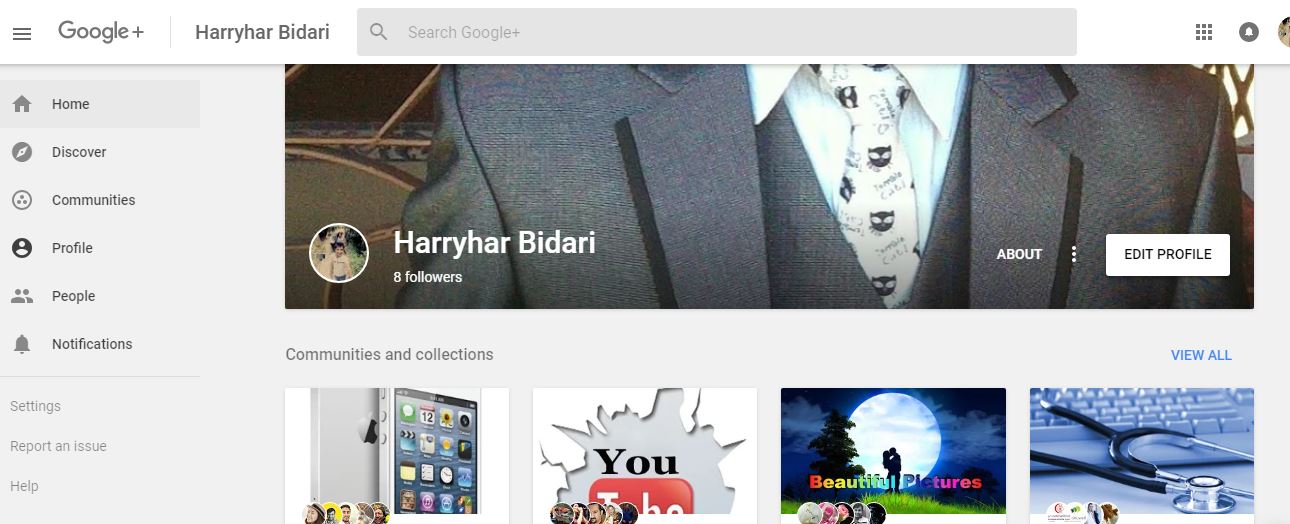 Google+
Harryhar Bidari
Search Google+
Home
Discover
Communities
Profile
People
Notifications
Settings
Report an issue
Help
Harryhar Bidari
8 followers
ABOUT
EDIT PROFILE
Communities and collections
VIEW ALL
You
Tube
Beautiful Pictures